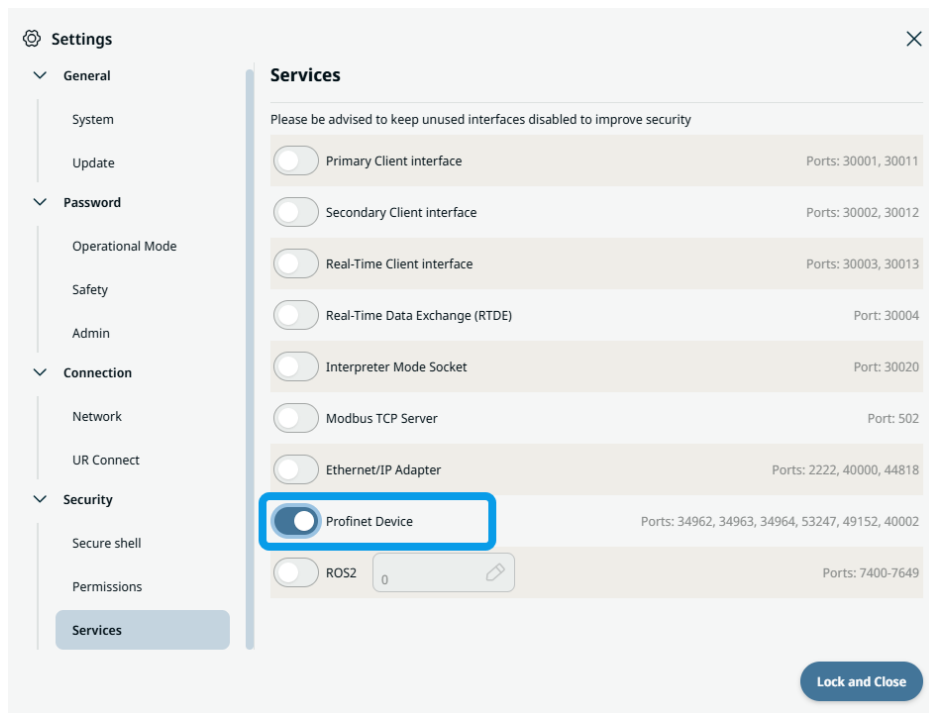 Settings
General
System
Update
Password
Operational Mode
Safety
Admin
Connection
Network
UR Connect
Security
Secure shell
Permissions
Services
Services
Please be advised to keep unused interfaces disabled to improve security
Primary Client interface Ports: 30001, 30011
Secondary Client interface Ports: 30002, 30012
Real-Time Client interface Ports: 30003, 30013
Real-Time Data Exchange (RTDE) Port: 30004
Interpreter Mode Socket Port: 30020
Modbus TCP Server Port: 502
Ethernet/IP Adapter Ports: 2222, 40000, 44818
Profinet Device Ports: 34962, 34963, 34964, 53247, 49152, 40002
ROS2 0 Ports: 7400-7649
Lock and Close